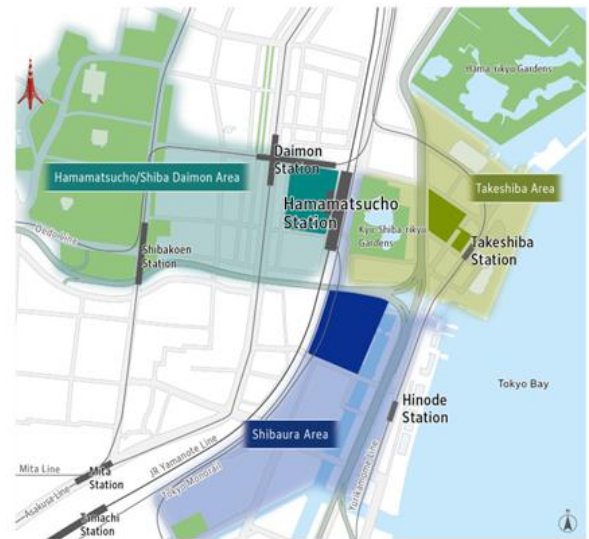 Hama-rikyu Gardens
Daimon
Station
Hamamatsucho/Shiba Daimon Area
Takeshiba Area
Hamamatsucho
Station
Kyu-Shiba-rikyu
Gardens
Takeshiba
Station
Oedo Line
Shibakoen
Station
Tokyo Bay
Hinode
Station
Shibaura Area
JR Yamanote Line
Yurikamome Line
Mita Line
Mita
Station
Tokyo Monorail
Asakusa Line
Tamachi
Station